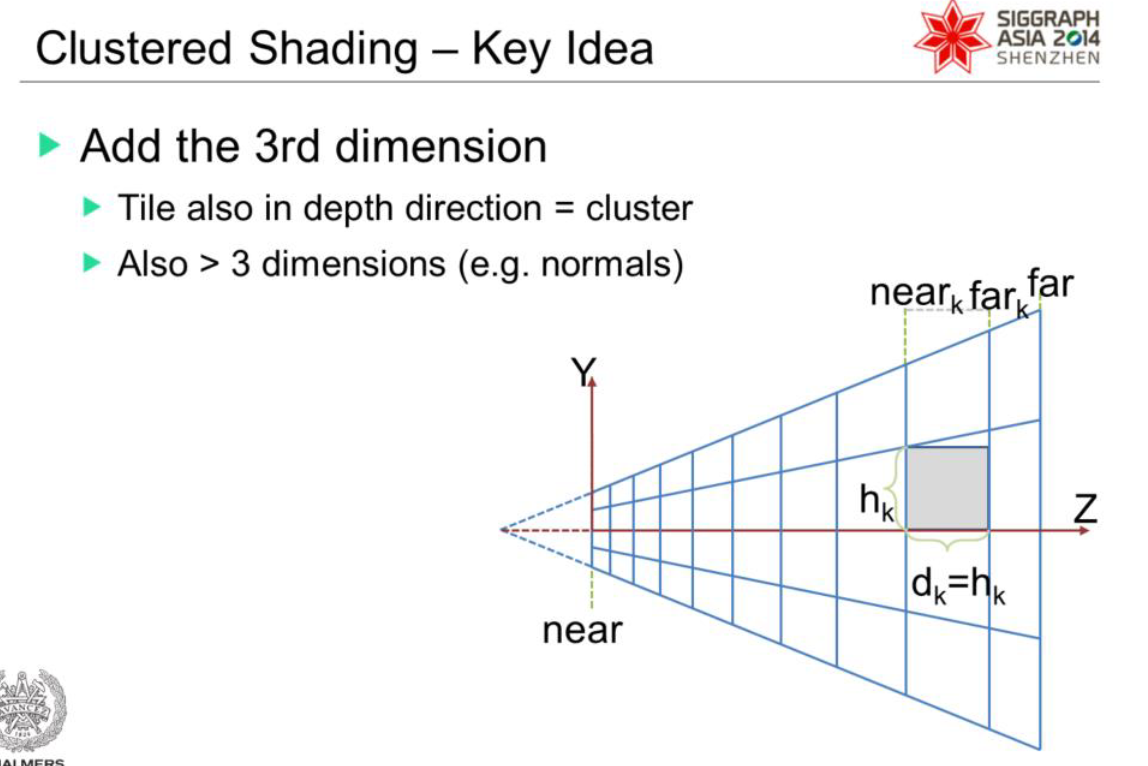 Clustered Shading – Key Idea
SIGGRAPH
ASIA 2014
SHENZHEN
Add the 3rd dimension
Tile also in depth direction = cluster
Also > 3 dimensions (e.g. normals)
near_k far_k far
Y
h_k
Z
d_k=h_k
near
AVANCEZ